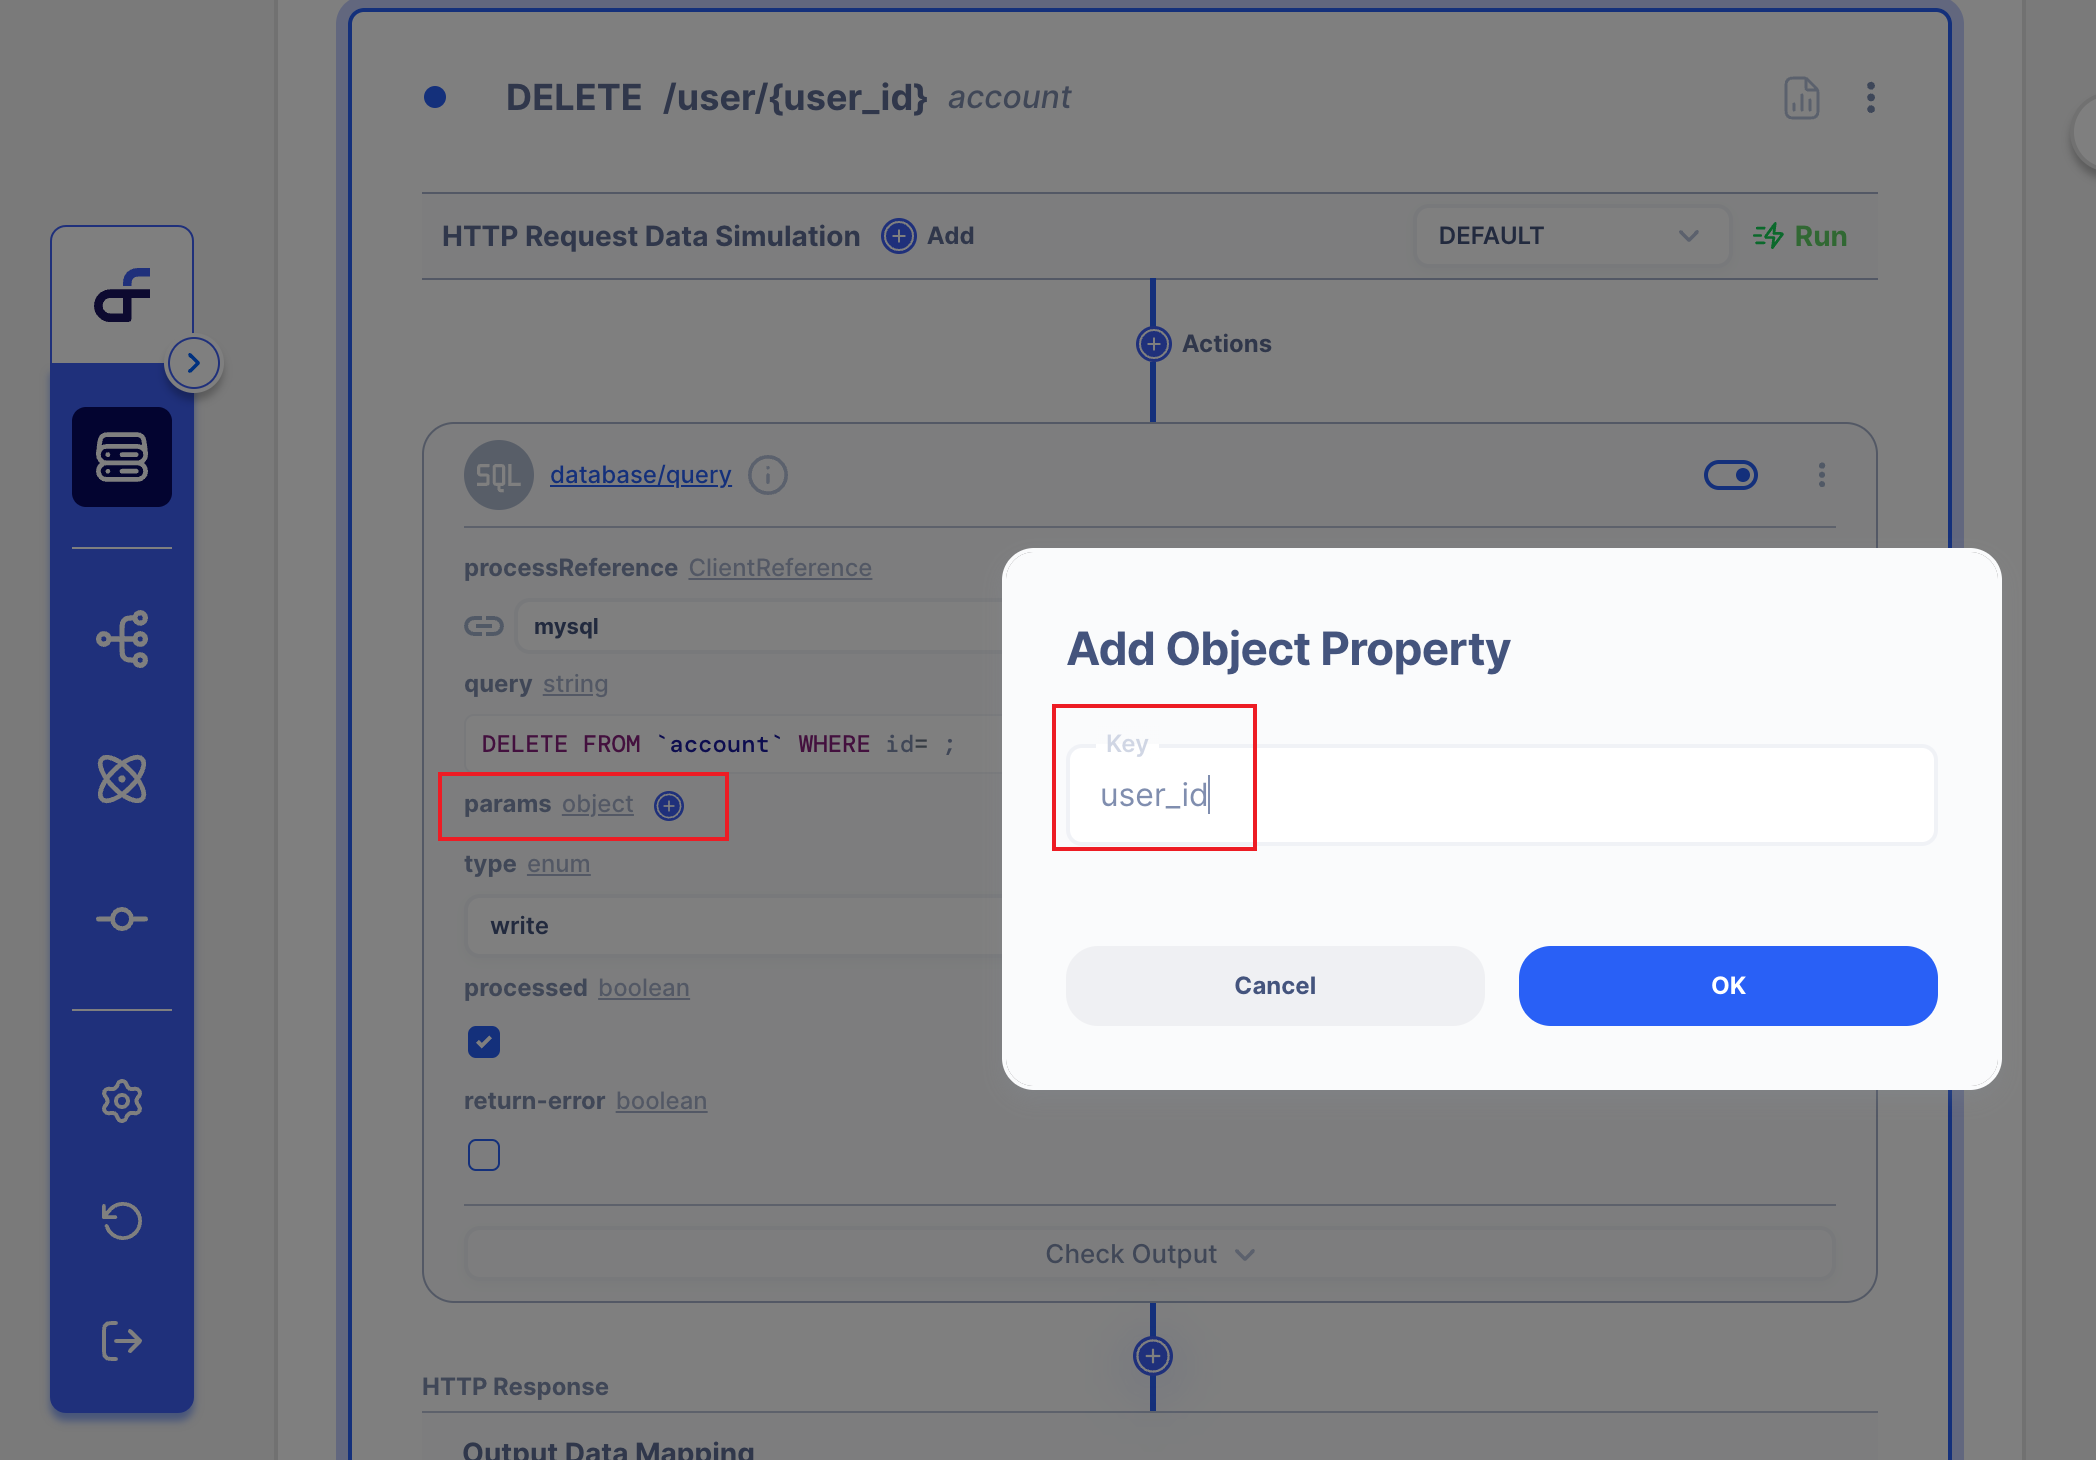 DELETE /user/{user_id} account
HTTP Request Data Simulation Add DEFAULT Run
Actions
SQL database/query
processReference ClientReference
mysql
query string
DELETE FROM `account` WHERE id= ;
params object
type enum
write
processed boolean
return-error boolean
Check Output
HTTP Response
Output Data Mapping
Add Object Property
Key
user_id
Cancel OK